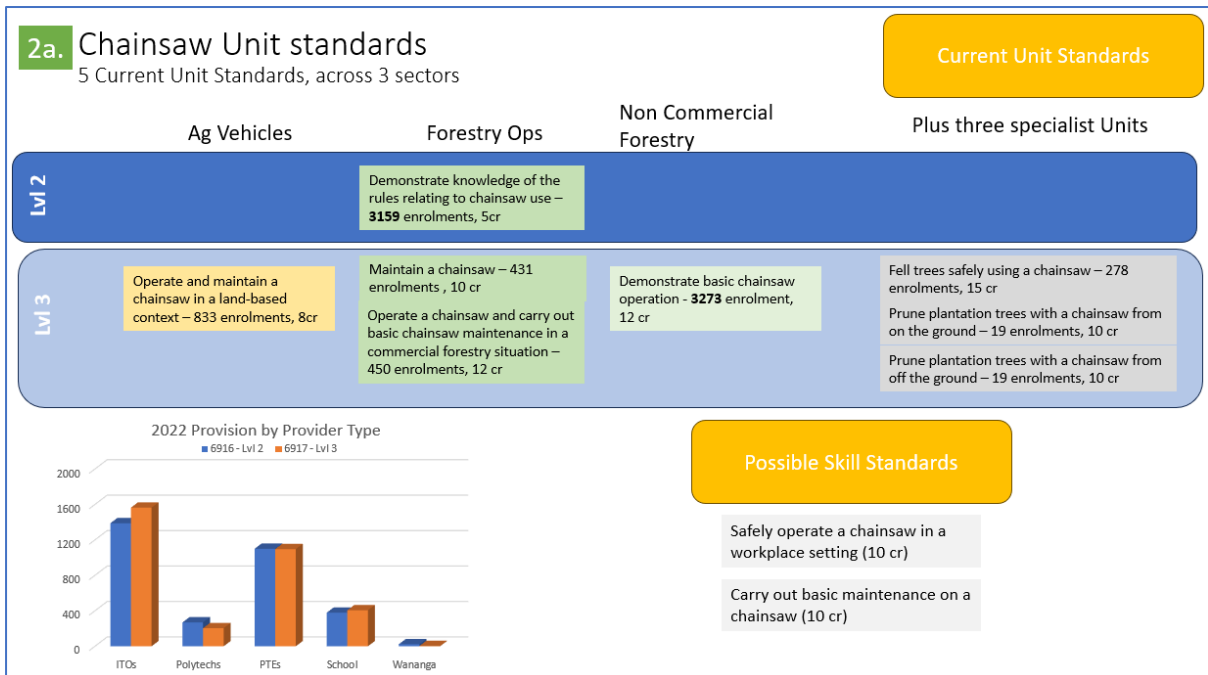 2a.
Chainsaw Unit standards
5 Current Unit Standards, across 3 sectors
Current Unit Standards
Ag Vehicles
Forestry Ops
Non Commercial
Forestry
Plus three specialist Units
Lvl 2
Demonstrate knowledge of the
rules relating to chainsaw use –
3159 enrolments, 5cr
Lvl 3
Operate and maintain a
chainsaw in a land-based
context – 833 enrolments, 8cr
Maintain a chainsaw – 431
enrolments , 10 cr
Operate a chainsaw and carry out
basic chainsaw maintenance in a
commercial forestry situation –
450 enrolments, 12 cr
Demonstrate basic chainsaw
operation - 3273 enrolment,
12 cr
Fell trees safely using a chainsaw – 278
enrolments, 15 cr
Prune plantation trees with a chainsaw from
on the ground – 19 enrolments, 10 cr
Prune plantation trees with a chainsaw from
off the ground – 19 enrolments, 10 cr
2022 Provision by Provider Type
6916 - Lvl 2
6917 - Lvl 3
2000
1600
1200
800
400
0
ITOs
Polytechs
PTEs
School
Wananga
Possible Skill Standards
Safely operate a chainsaw in a
workplace setting (10 cr)
Carry out basic maintenance on a
chainsaw (10 cr)